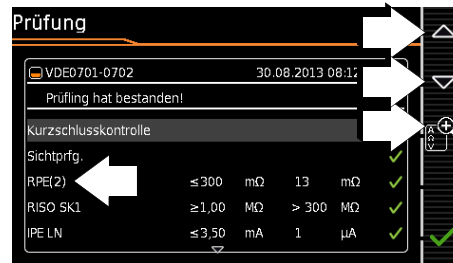 Prüfung
VDE0701-0702 30.08.2013 08:12
Prüfling hat bestanden!
Kurzschlusskontrolle
Sichtprfg.
RPE(2) ≤300 mΩ 13 mΩ
RISO SK1 ≥1,00 MΩ > 300 MΩ
IPE LN ≤3,50 mA 1 µA
A
Ω
V